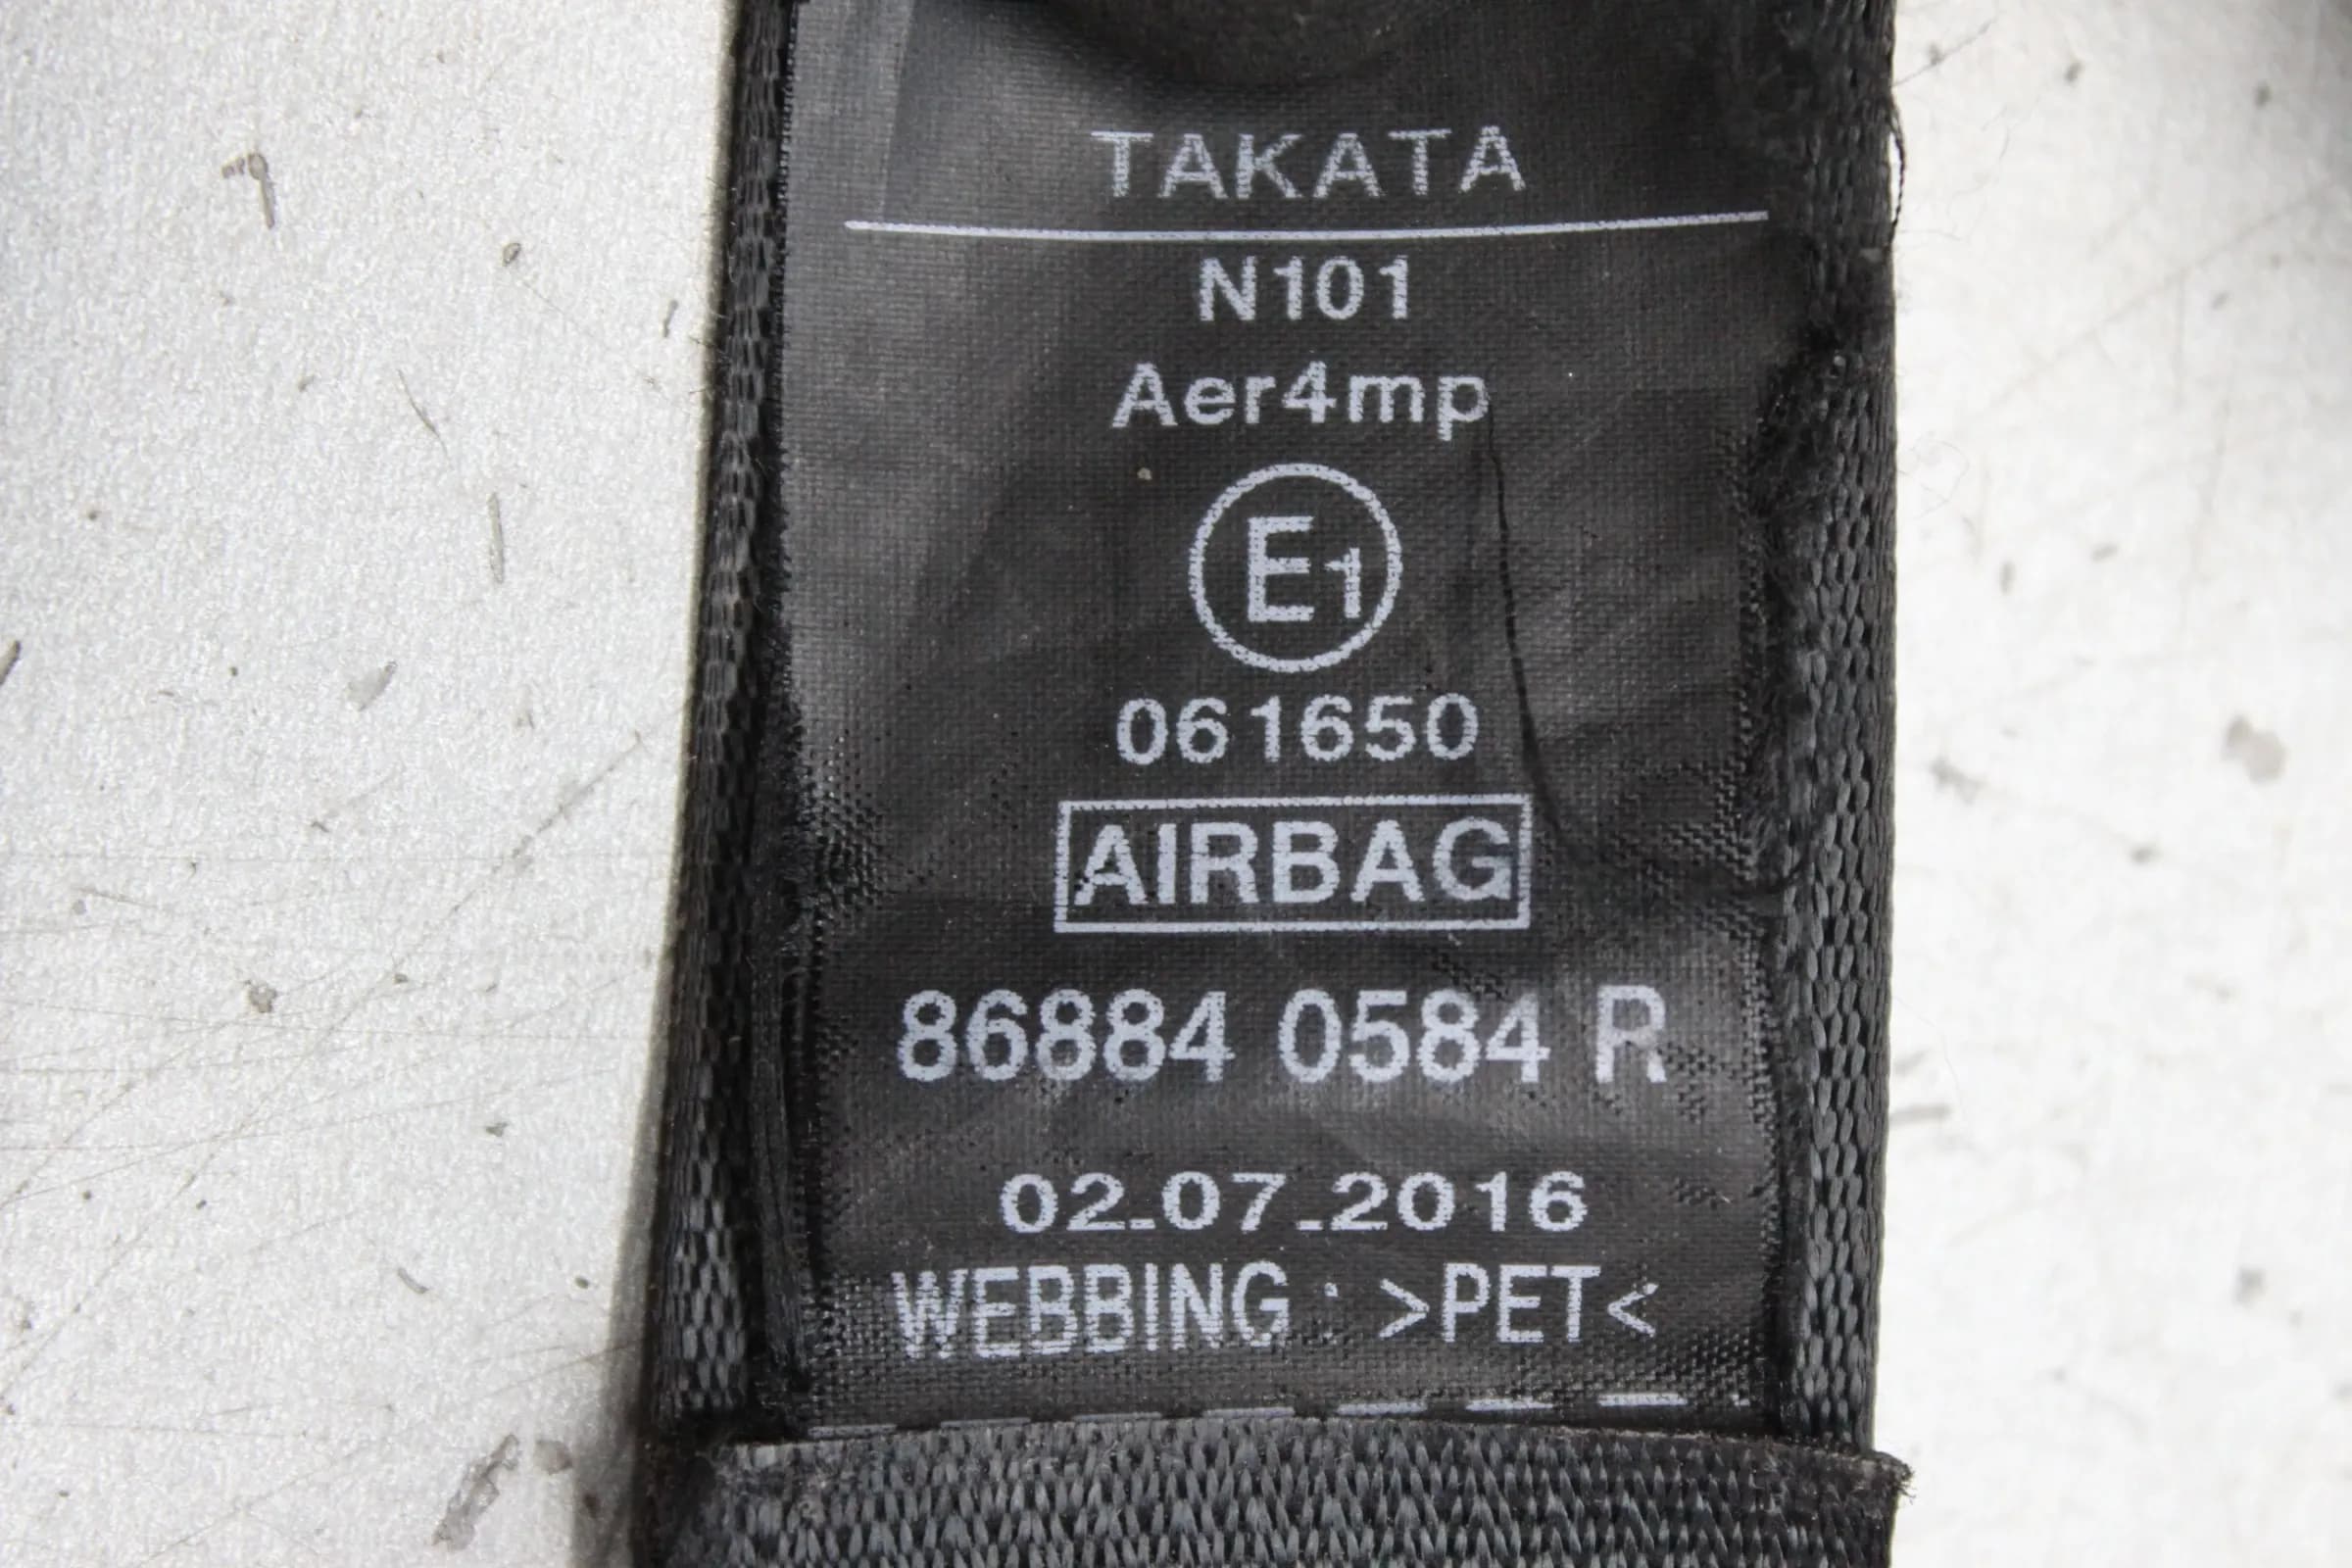 TAKATA
N101
Aer4mp
E1
061650
AIRBAG
86884 0584 R
02.07.2016
WEBBING : >PET<